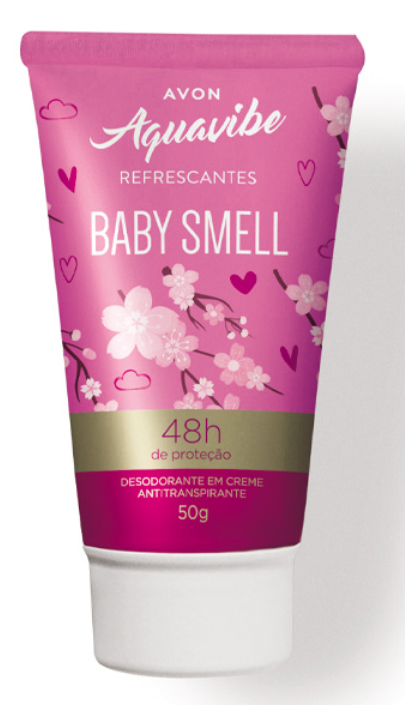 AVON
Aquavibe
REFRESCANTES
BABY SMELL
48h
de proteção
DESODORANTE EM CREME
ANTITRANSPIRANTE
50g